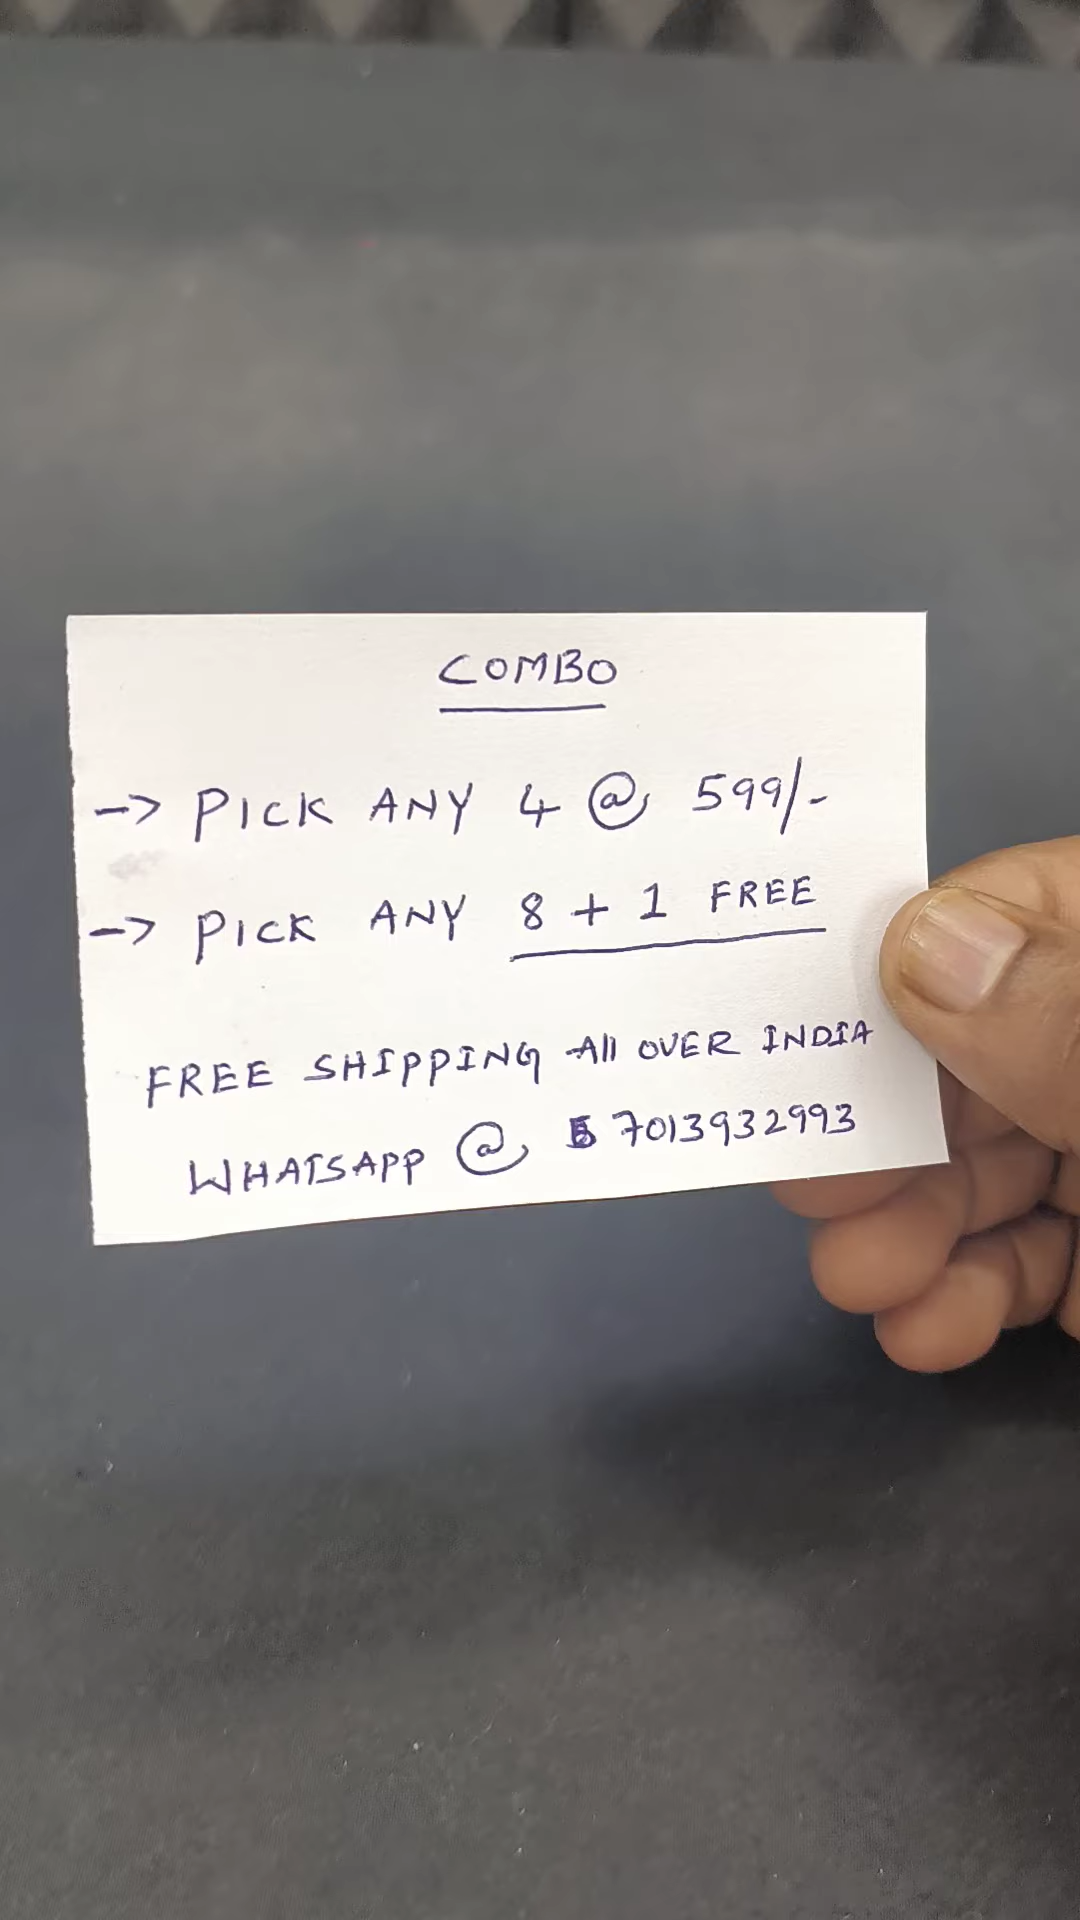 COMBO
-> PICK ANY 4 @ 599/-
-> PICK ANY 8 + 1 FREE
FREE SHIPPING All OVER INDIA
WHATSAPP @ 7013932993